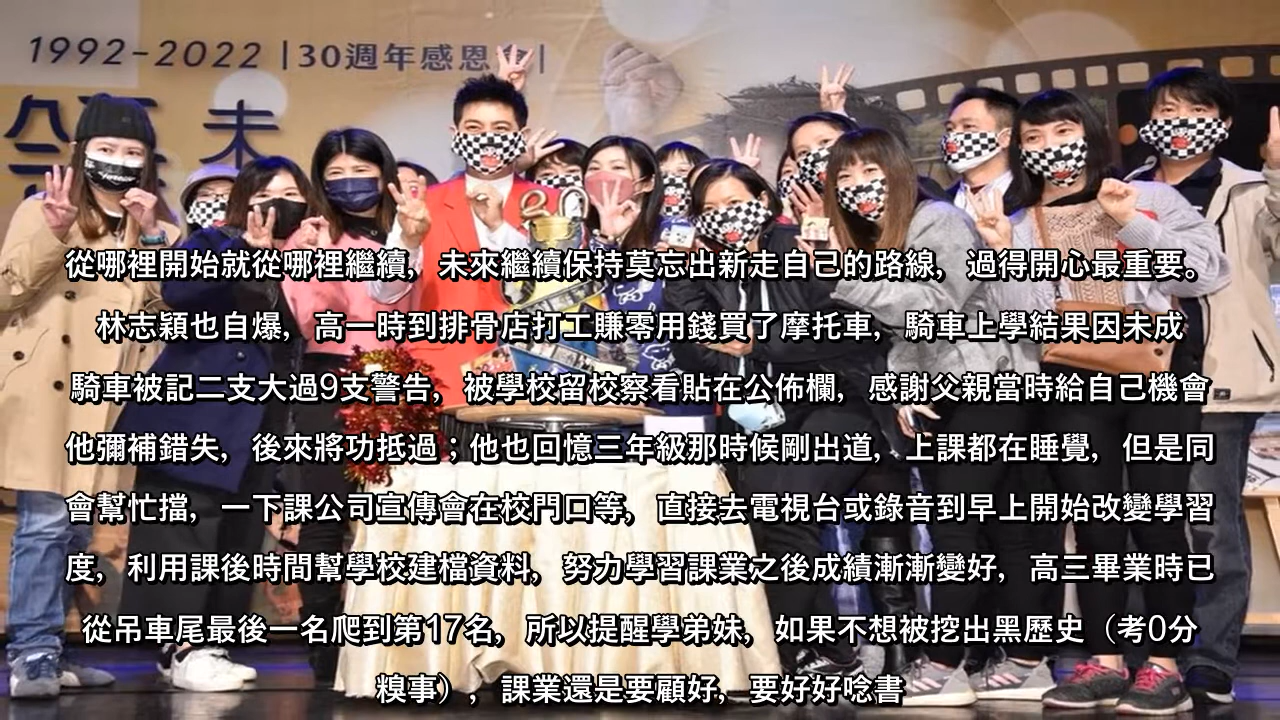 1992-2022 |30週年感恩會|
未
從哪裡開始就從哪裡繼續，未來繼續保持莫忘出新走自己的路線，過得開心最重要。
林志穎也自爆，高一時到排骨店打工賺零用錢買了摩托車，騎車上學結果因未成
騎車被記二支大過9支警告，被學校留校察看貼在公佈欄，感謝父親當時給自己機會
他彌補錯失，後來將功抵過；他也回憶三年級那時候剛出道，上課都在睡覺，但是同
會幫忙擋，一下課公司宣傳會在校門口等，直接去電視台或錄音到早上開始改變學習
度，利用課後時間幫學校建檔資料，努力學習課業之後成績漸漸變好，高三畢業時已
從吊車尾最後一名爬到第17名，所以提醒學弟妹，如果不想被挖出黑歷史（考0分
糗事），課業還是要顧好，要好好唸書